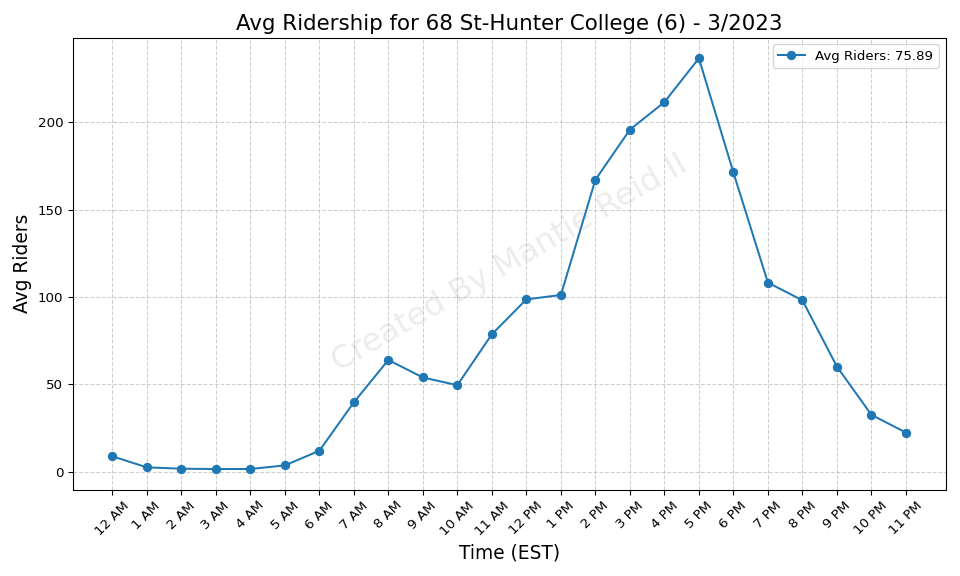 Avg Ridership for 68 St-Hunter College (6) - 3/2023
Avg Riders: 75.89
Avg Riders
200
150
100
50
0
Created By Mantie Reid II
12 AM
1 AM
2 AM
3 AM
4 AM
5 AM
6 AM
7 AM
8 AM
9 AM
10 AM
11 AM
12 PM
1 PM
2 PM
3 PM
4 PM
5 PM
6 PM
7 PM
8 PM
9 PM
10 PM
11 PM
Time (EST)